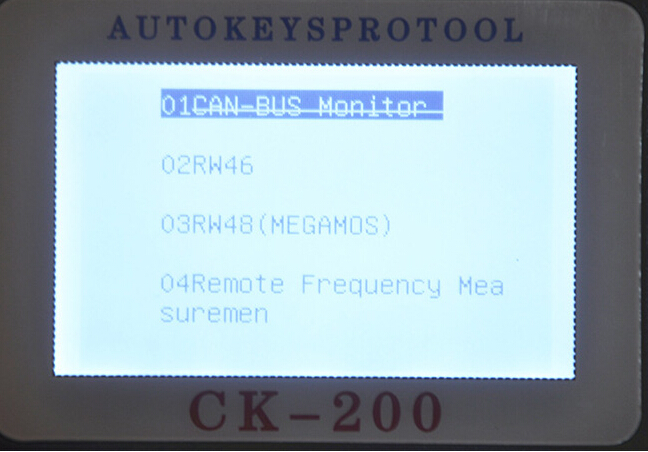 AUTOKEYSPROTOOL
01CAN-BUS Monitor
02RW46
03RW48(MEGAMOS)
04Remote Frequency Mea
suremen
CK-200